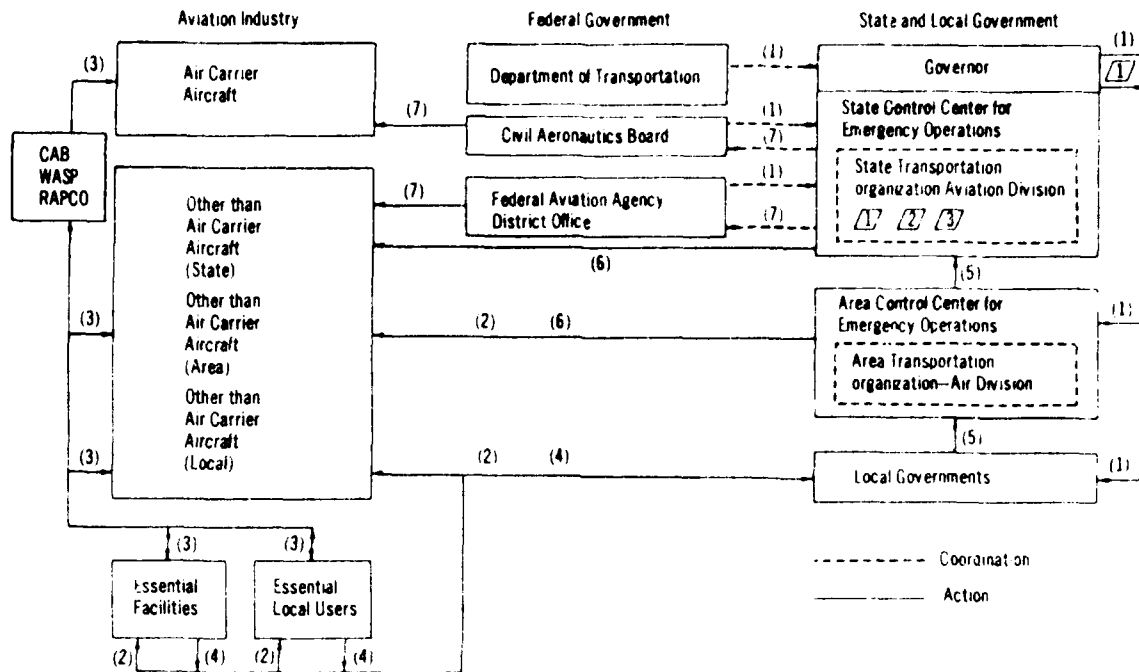 Aviation Industry
Federal Government
State and Local Government
(3)
Air Carrier
Aircraft
(7)
Department of Transportation
(1)
Governor
(1)
1
Civil Aeronautics Board
(1)
(7)
State Control Center for
Emergency Operations
State Transportation
organization Aviation Division
1 2 3
CAB
WASP
RAPCO
(7)
Federal Aviation Agency
District Office
(1)
(7)
(6)
(5)
Other than
Air Carrier
Aircraft
(State)
Other than
Air Carrier
Aircraft
(Area)
Other than
Air Carrier
Aircraft
(Local)
(3)
(2) (6)
Area Control Center for
Emergency Operations
Area Transportation
organization—Air Division
(1)
(5)
(3)
(2) (4)
Local Governments
(1)
(3)
(3)
Essential
Facilities
Essential
Local Users
(2) (4) (2) (4)
Coordination
Action